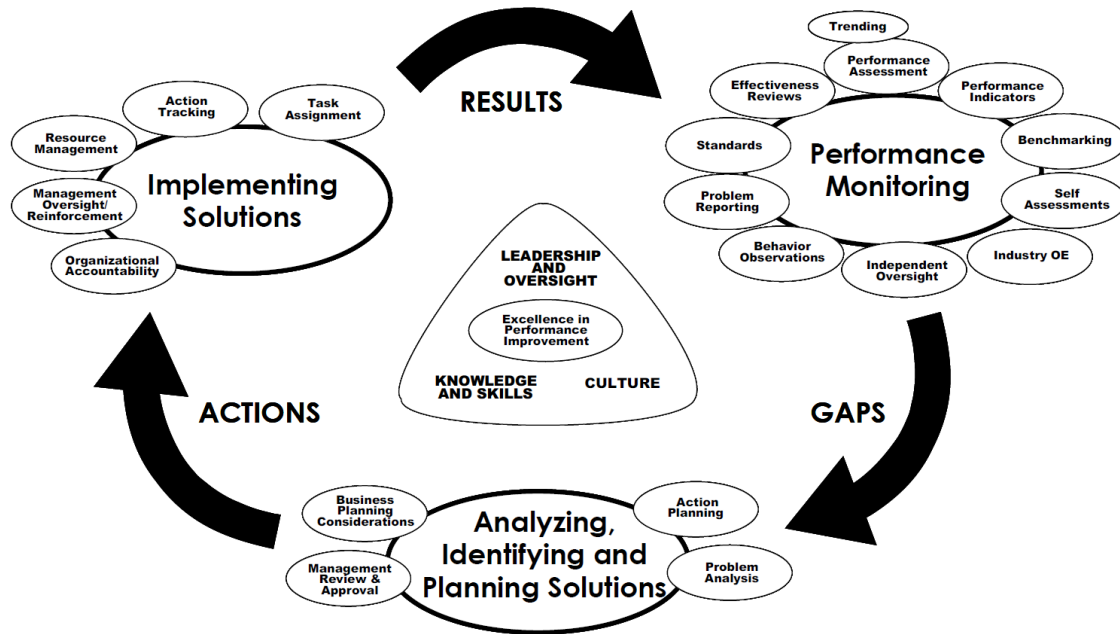 Trending
Performance
Assessment
Effectiveness
Reviews
Performance
Indicators
Standards
Benchmarking
Problem
Reporting
Self
Assessments
Behavior
Observations
Independent
Oversight
Industry OE
Performance
Monitoring
RESULTS
Action
Tracking
Task
Assignment
Resource
Management
Management
Oversight/
Reinforcement
Organizational
Accountability
Implementing
Solutions
LEADERSHIP
AND
OVERSIGHT
Excellence in
Performance
Improvement
KNOWLEDGE
AND SKILLS
CULTURE
ACTIONS
GAPS
Business
Planning
Considerations
Management
Review &
Approval
Analyzing,
Identifying and
Planning Solutions
Action
Planning
Problem
Analysis